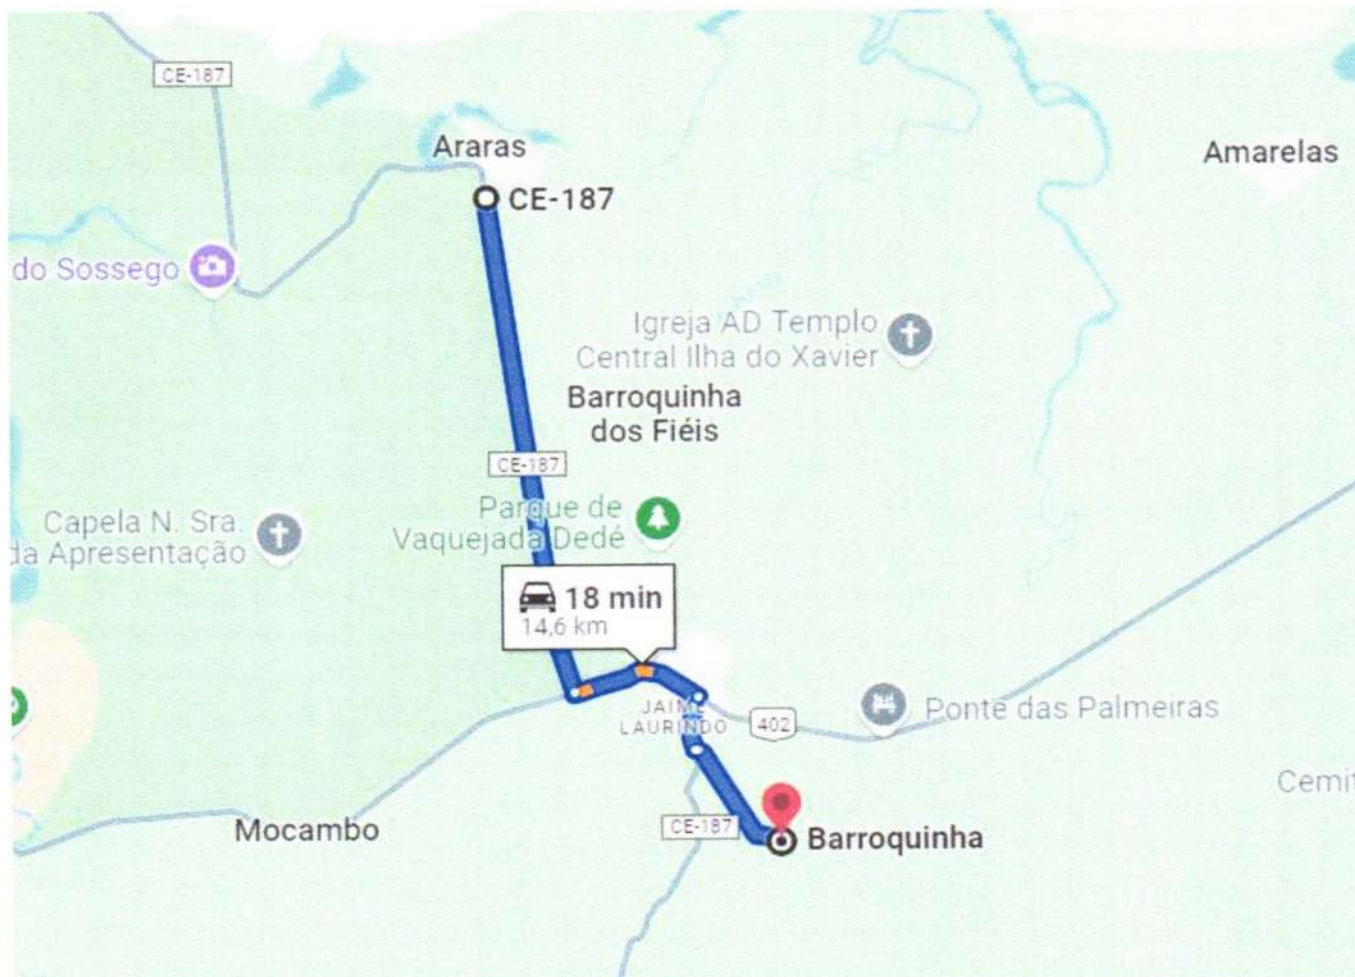 CE-187
Araras
Amarelas
CE-187
do Sossego
Igreja AD Templo
Central Ilha do Xavier
Barroquinha
dos Fiéis
CE-187
Parque de
Vaquejada Dedé
Capela N. Sra.
da Apresentação
18 min
14,6 km
JAIME
LAURINDO
402
Ponte das Palmeiras
Cemit
Mocambo
CE-187
Barroquinha